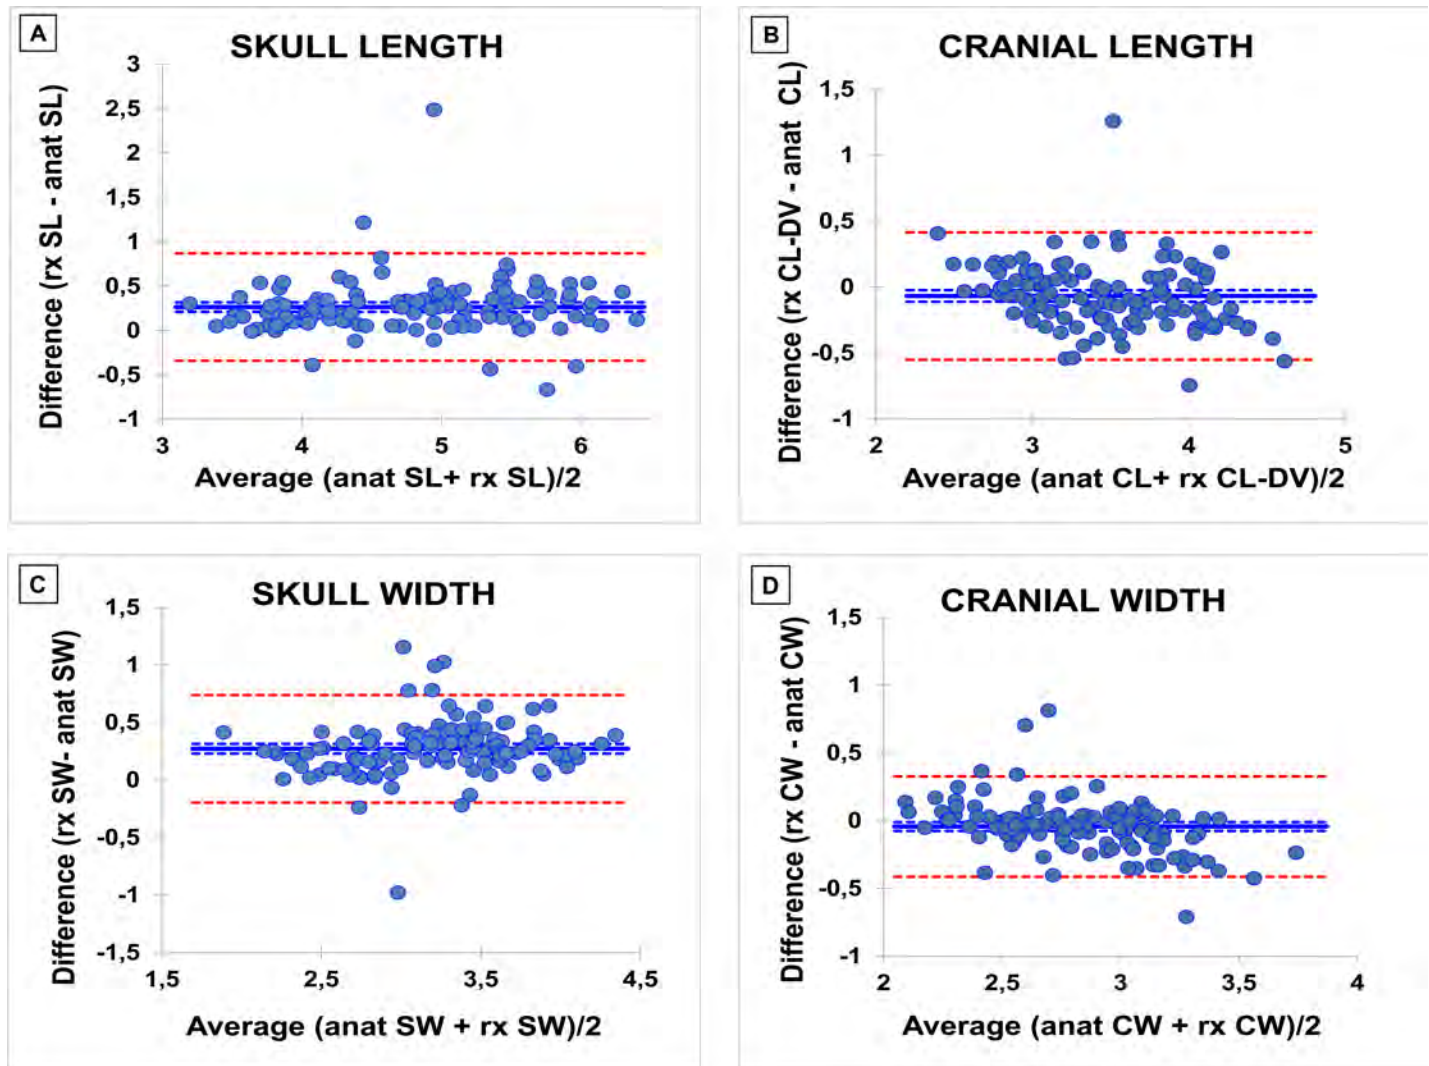 A
SKULL LENGTH
Difference (rx SL - anat SL)
3
2,5
2
1,5
1
0,5
0
-0,5
-1
3
4
5
6
Average (anat SL+ rx SL)/2
B
CRANIAL LENGTH
Difference (rx CL-DV - anat CL)
1,5
1
0,5
0
-0,5
-1
2
3
4
5
Average (anat CL+ rx CL-DV)/2
C
SKULL WIDTH
Difference (rx SW- anat SW)
1,5
1
0,5
0
-0,5
-1
-1,5
1,5
2,5
3,5
4,5
Average (anat SW + rx SW)/2
D
CRANIAL WIDTH
Difference (rx CW - anat CW)
1,5
1
0,5
0
-0,5
-1
2
2,5
3
3,5
4
Average (anat CW + rx CW)/2